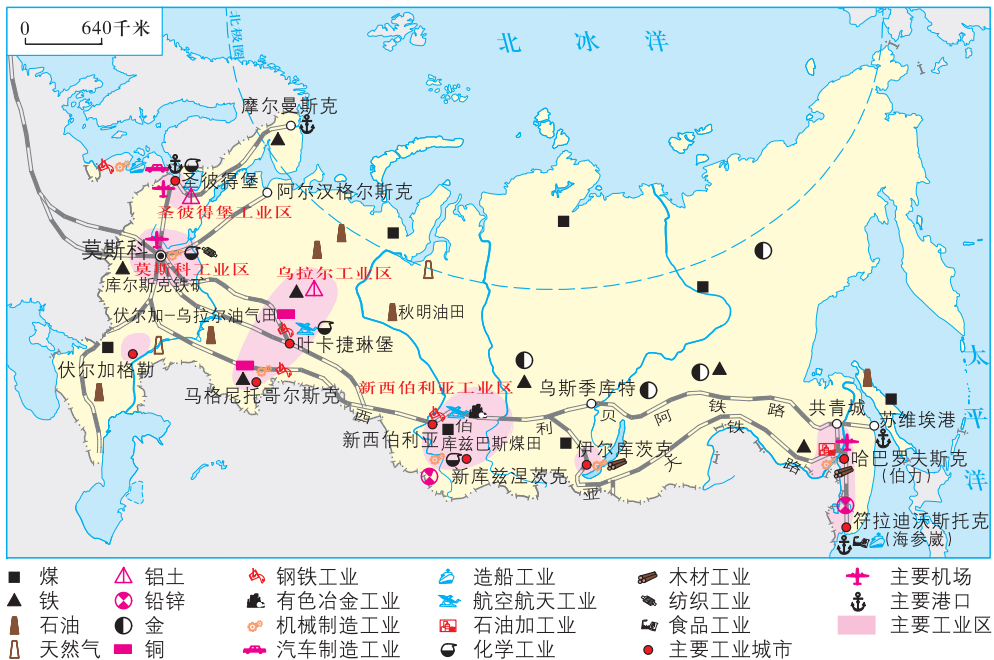 0 640千米
北极圈
北 冰 洋
摩尔曼斯克
圣彼得堡
阿尔汉格尔斯克
圣彼得堡工业区
莫斯科
莫斯科工业区
乌拉尔工业区
库尔斯克铁矿
伏尔加-乌拉尔油气田
秋明油田
叶卡捷琳堡
伏尔加格勒
马格尼托哥尔斯克
新西伯利亚工业区
乌斯季库特
贝 阿 铁 路
共青城
苏维埃港
太平洋
西 伯 利 亚 大 铁 路
新西伯利亚
库兹巴斯煤田
伊尔库茨克
新库兹涅茨克
哈巴罗夫斯克
(伯力)
符拉迪沃斯托克
(海参崴)
煤 铝土 钢铁工业 造船工业 木材工业 主要机场
铁 铅锌 有色冶金工业 航空航天工业 纺织工业 主要港口
石油 金 机械制造工业 石油加工业 食品工业 主要工业区
天然气 铜 汽车制造工业 化学工业 主要工业城市